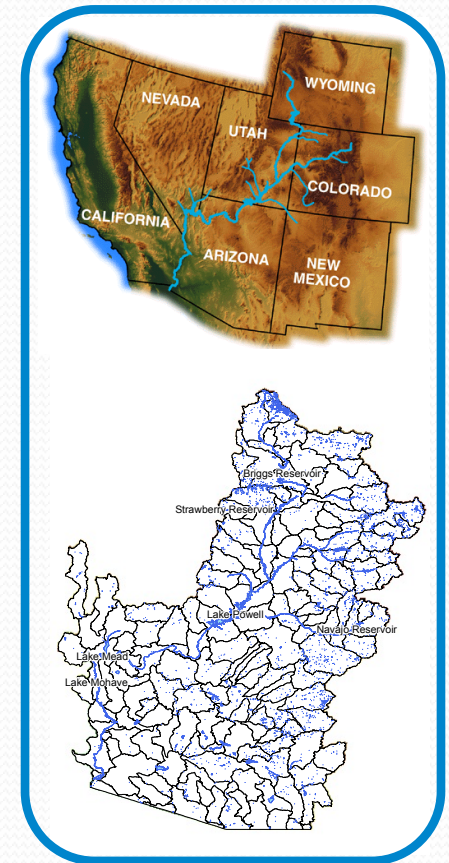 WYOMING
NEVADA
UTAH
COLORADO
CALIFORNIA
ARIZONA
NEW
MEXICO
Briggs Reservoir
Strawberry Reservoir
Lake Powell
Navajo Reservoir
Lake Mead
Lake Mohave